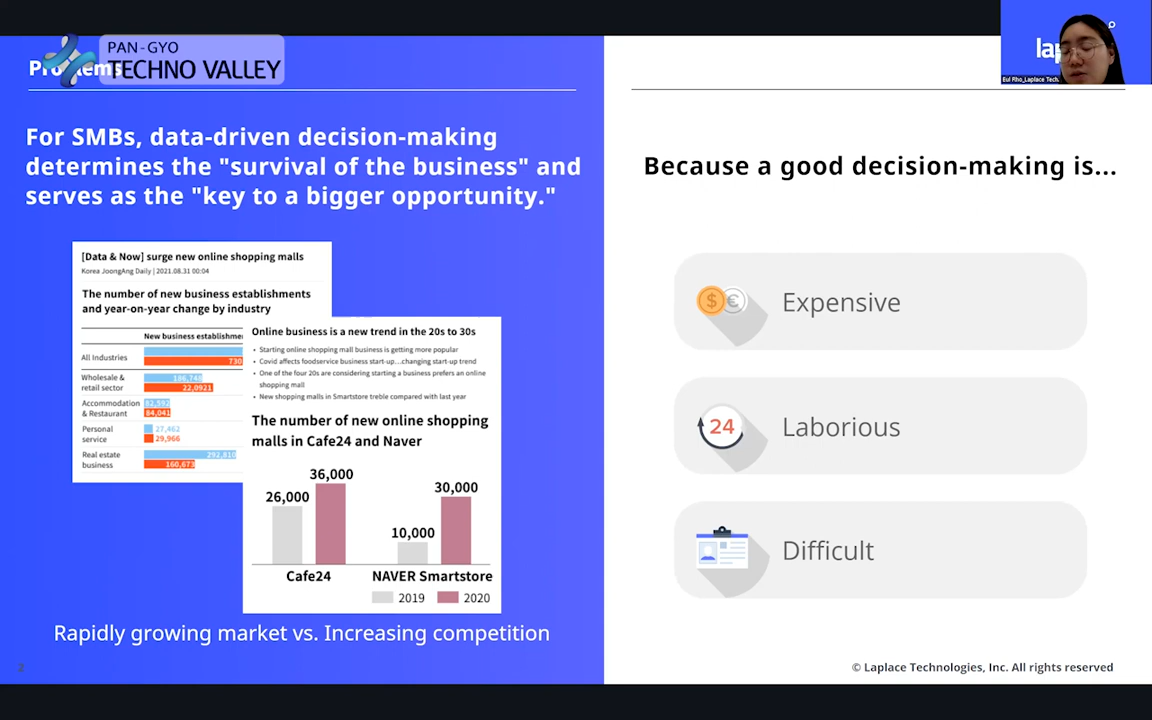 PAN-GYO
TECHNO VALLEY
Problems
For SMBs, data-driven decision-making
determines the "survival of the business" and
serves as the "key to a bigger opportunity."
[Data & Now] surge new online shopping malls
Korea JoongAng Daily | 2021.08.31 00:04
The number of new business establishments
and year-on-year change by industry
New business establishme
All Industries
730
Wholesale &
retail sector
186,748
22,0921
Accommodation
& Restaurant
82,592
84,041
Personal
service
27,462
29,966
Real estate
business
292,810
160,673
Online business is a new trend in the 20s to 30s
• Starting online shopping mall business is getting more popular
• Covid affects foodservice business start-up...changing start-up trend
• One of the four 20s are considering starting a business prefers an online
shopping mall
• New shopping malls in Smartstore treble compared with last year
The number of new online shopping
malls in Cafe24 and Naver
26,000
36,000
10,000
30,000
Cafe24
NAVER Smartstore
2019
2020
Rapidly growing market vs. Increasing competition
2
lap
Eul Rho_Laplace Tech.
Because a good decision-making is...
$ €
Expensive
24
Laborious
Difficult
© Laplace Technologies, Inc. All rights reserved